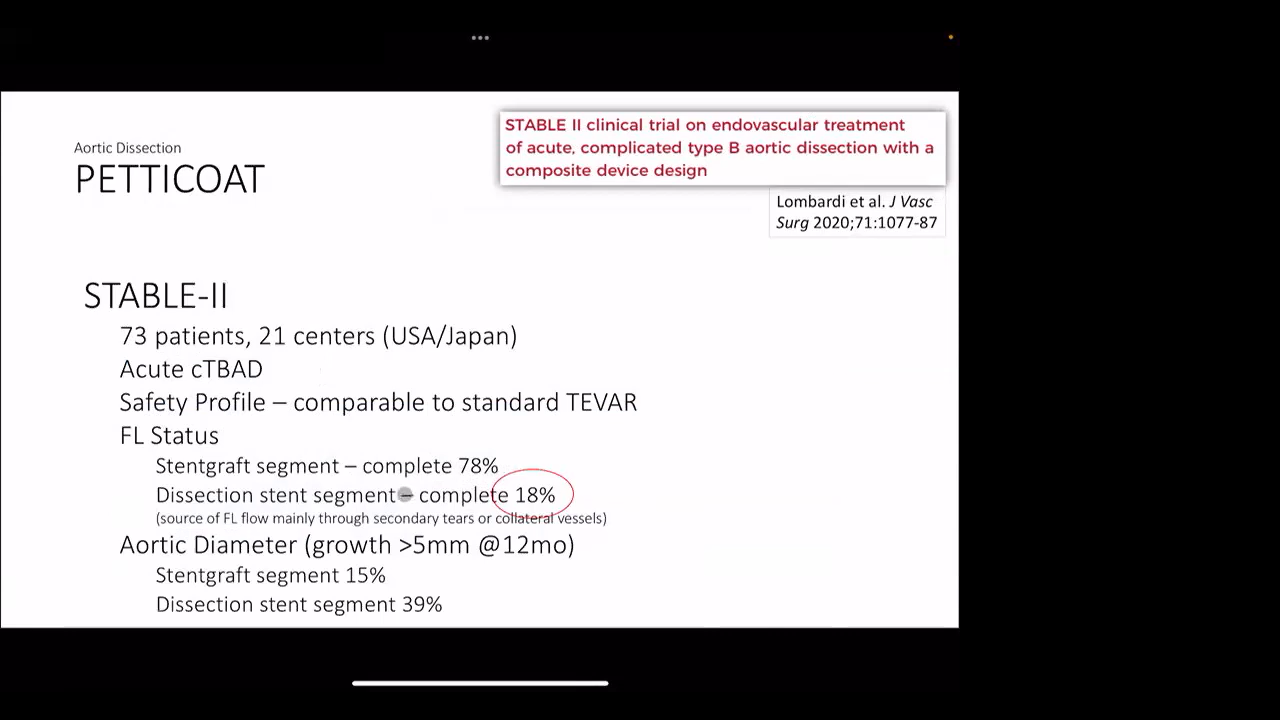 STABLE II clinical trial on endovascular treatment
of acute, complicated type B aortic dissection with a
composite device design
Aortic Dissection
PETTICOAT
Lombardi et al. J Vasc
Surg 2020;71:1077-87
STABLE-II
73 patients, 21 centers (USA/Japan)
Acute cTBAD
Safety Profile – comparable to standard TEVAR
FL Status
Stentgraft segment – complete 78%
Dissection stent segment – complete 18%
(source of FL flow mainly through secondary tears or collateral vessels)
Aortic Diameter (growth >5mm @12mo)
Stentgraft segment 15%
Dissection stent segment 39%